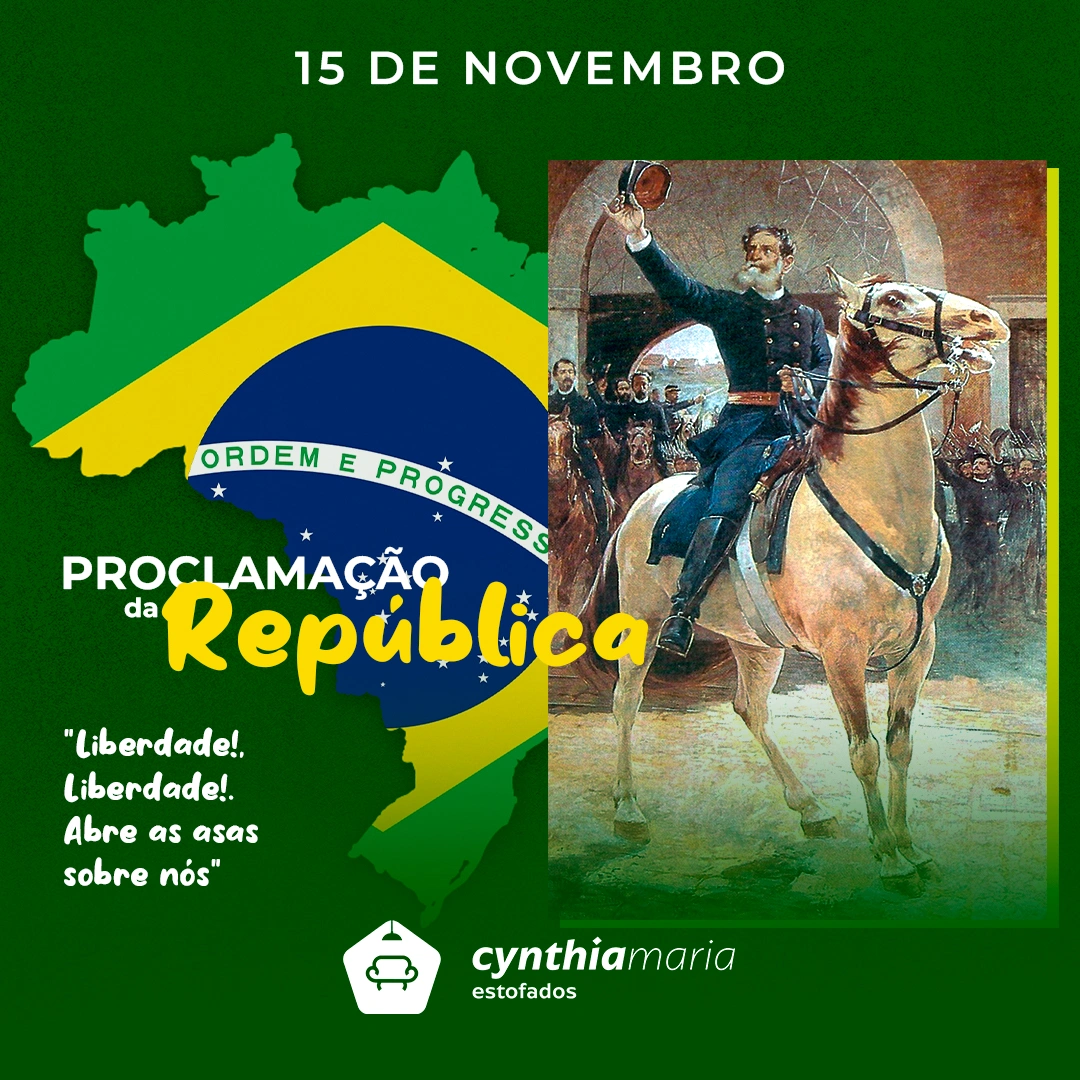 15 DE NOVEMBRO
ORDEM E PROGRESS
PROCLAMAÇÃO
da República
"Liberdade!,
Liberdade!.
Abre as asas
sobre nós"
cynthiamaria
estofados